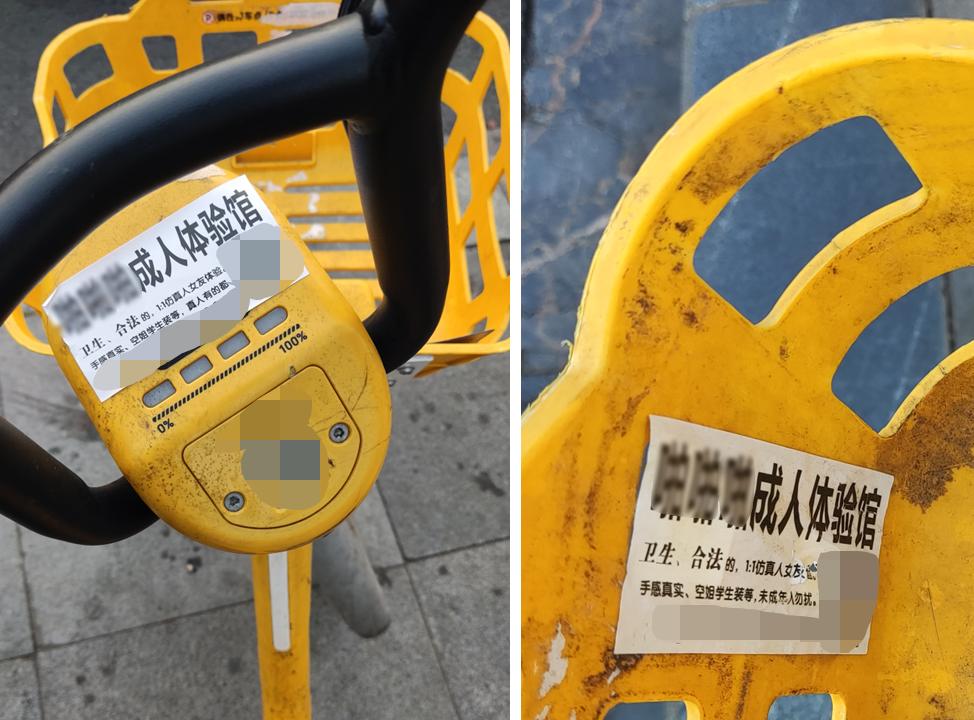 成人体验馆
卫生、合法的,1:1仿真人女友体验
手感真实、空姐学生装等,真人有的都
0%
100%
成人体验馆
卫生、合法的,1:1仿真人女友
手感真实、空姐学生装等,未成年人勿扰。